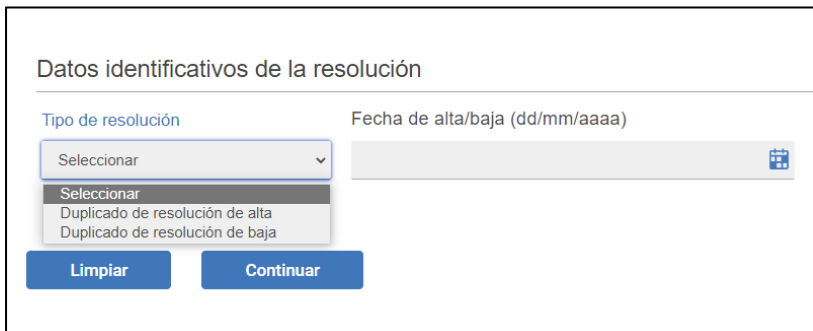 Datos identificativos de la resolución
Tipo de resolución
Fecha de alta/baja (dd/mm/aaaa)
Seleccionar
Seleccionar
Duplicado de resolución de alta
Duplicado de resolución de baja
Limpiar
Continuar